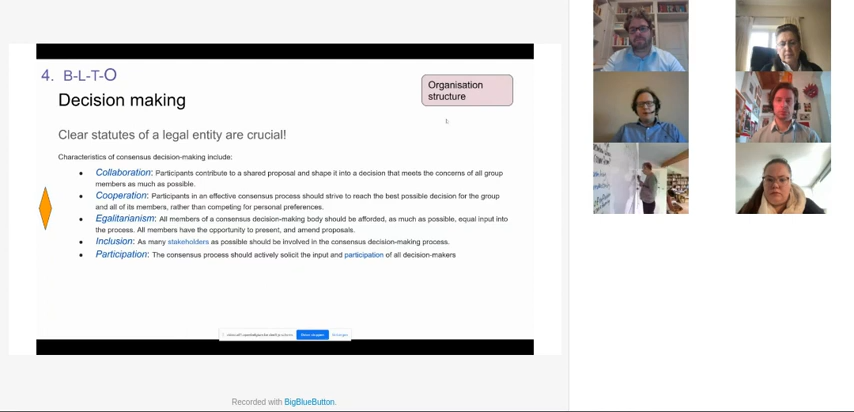 4. B-L-T-O
Organisation
structure
Decision making
Clear statutes of a legal entity are crucial!
Characteristics of consensus decision-making include:
• Collaboration: Participants contribute to a shared proposal and shape it into a decision that meets the concerns of all group
members as much as possible.
• Cooperation: Participants in an effective consensus process should strive to reach the best possible decision for the group
and all of its members, rather than competing for personal preferences.
• Egalitarianism: All members of a consensus decision-making body should be afforded, as much as possible, equal input into
the process. All members have the opportunity to present, and amend proposals.
• Inclusion: As many stakeholders as possible should be involved in the consensus decision-making process.
• Participation: The consensus process should actively solicit the input and participation of all decision-makers
Recorded with BigBlueButton.